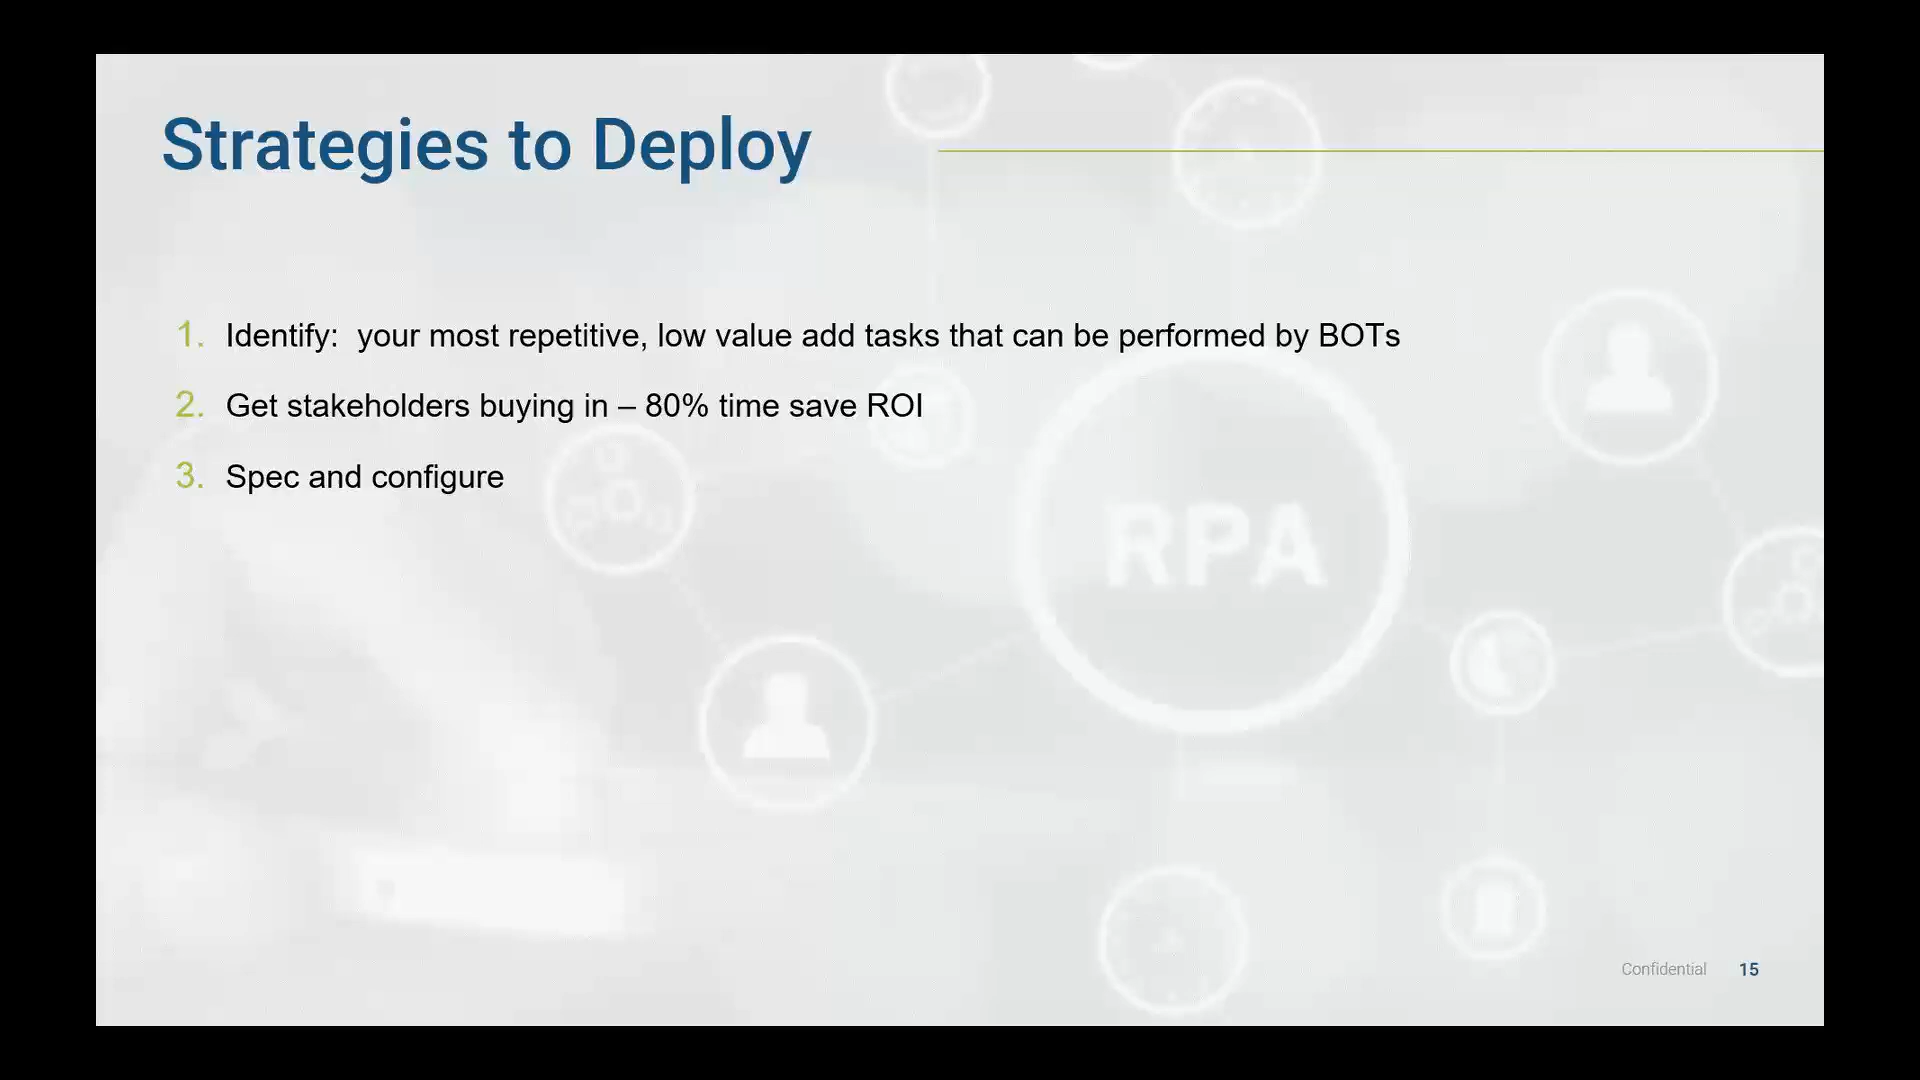 Strategies to Deploy
1. Identify:  your most repetitive, low value add tasks that can be performed by BOTs
2. Get stakeholders buying in – 80% time save ROI
3. Spec and configure
RPA
Confidential 15